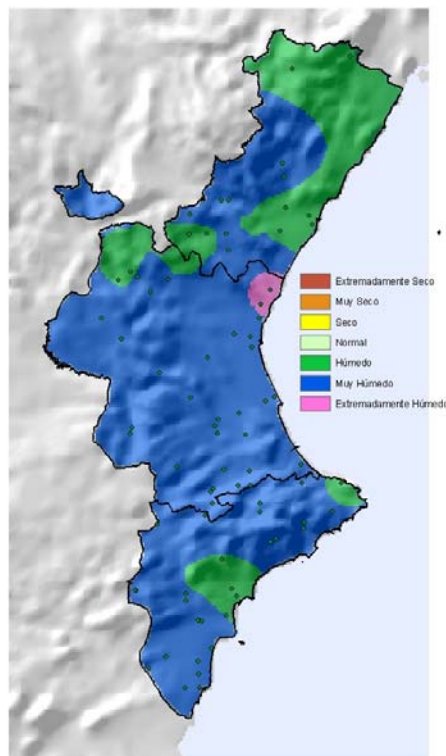 Extremadamente Seco
Muy Seco
Seco
Normal
Húmedo
Muy Húmedo
Extremadamente Húmedo